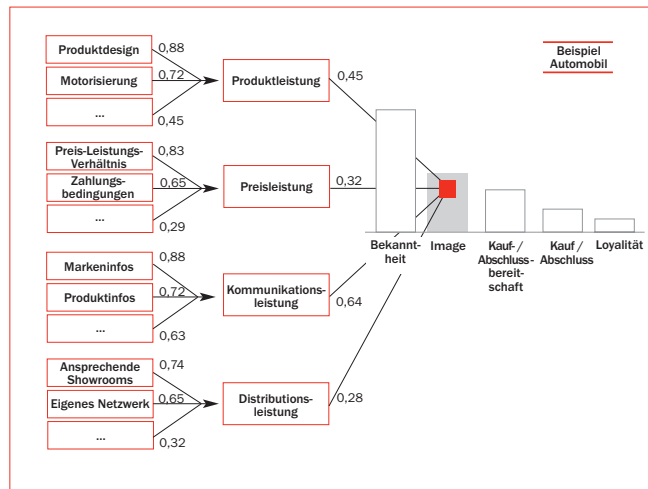 Beispiel
Automobil
Produktdesign
0,88
Motorisierung
0,72
...
0,45
Produktleistung
0,45
Preis-Leistungs-
Verhältnis
0,83
Zahlungs-
bedingungen
0,65
...
0,29
Preisleistung
0,32
Markeninfos
0,88
Produktinfos
0,72
...
0,63
Kommunikations-
leistung
0,64
Ansprechende
Showrooms
0,74
Eigenes Netzwerk
0,65
...
0,32
Distributions-
leistung
0,28
Bekannt-
heit
Image
Kauf-/
Abschluss-
bereit-
schaft
Kauf /
Abschluss
Loyalität